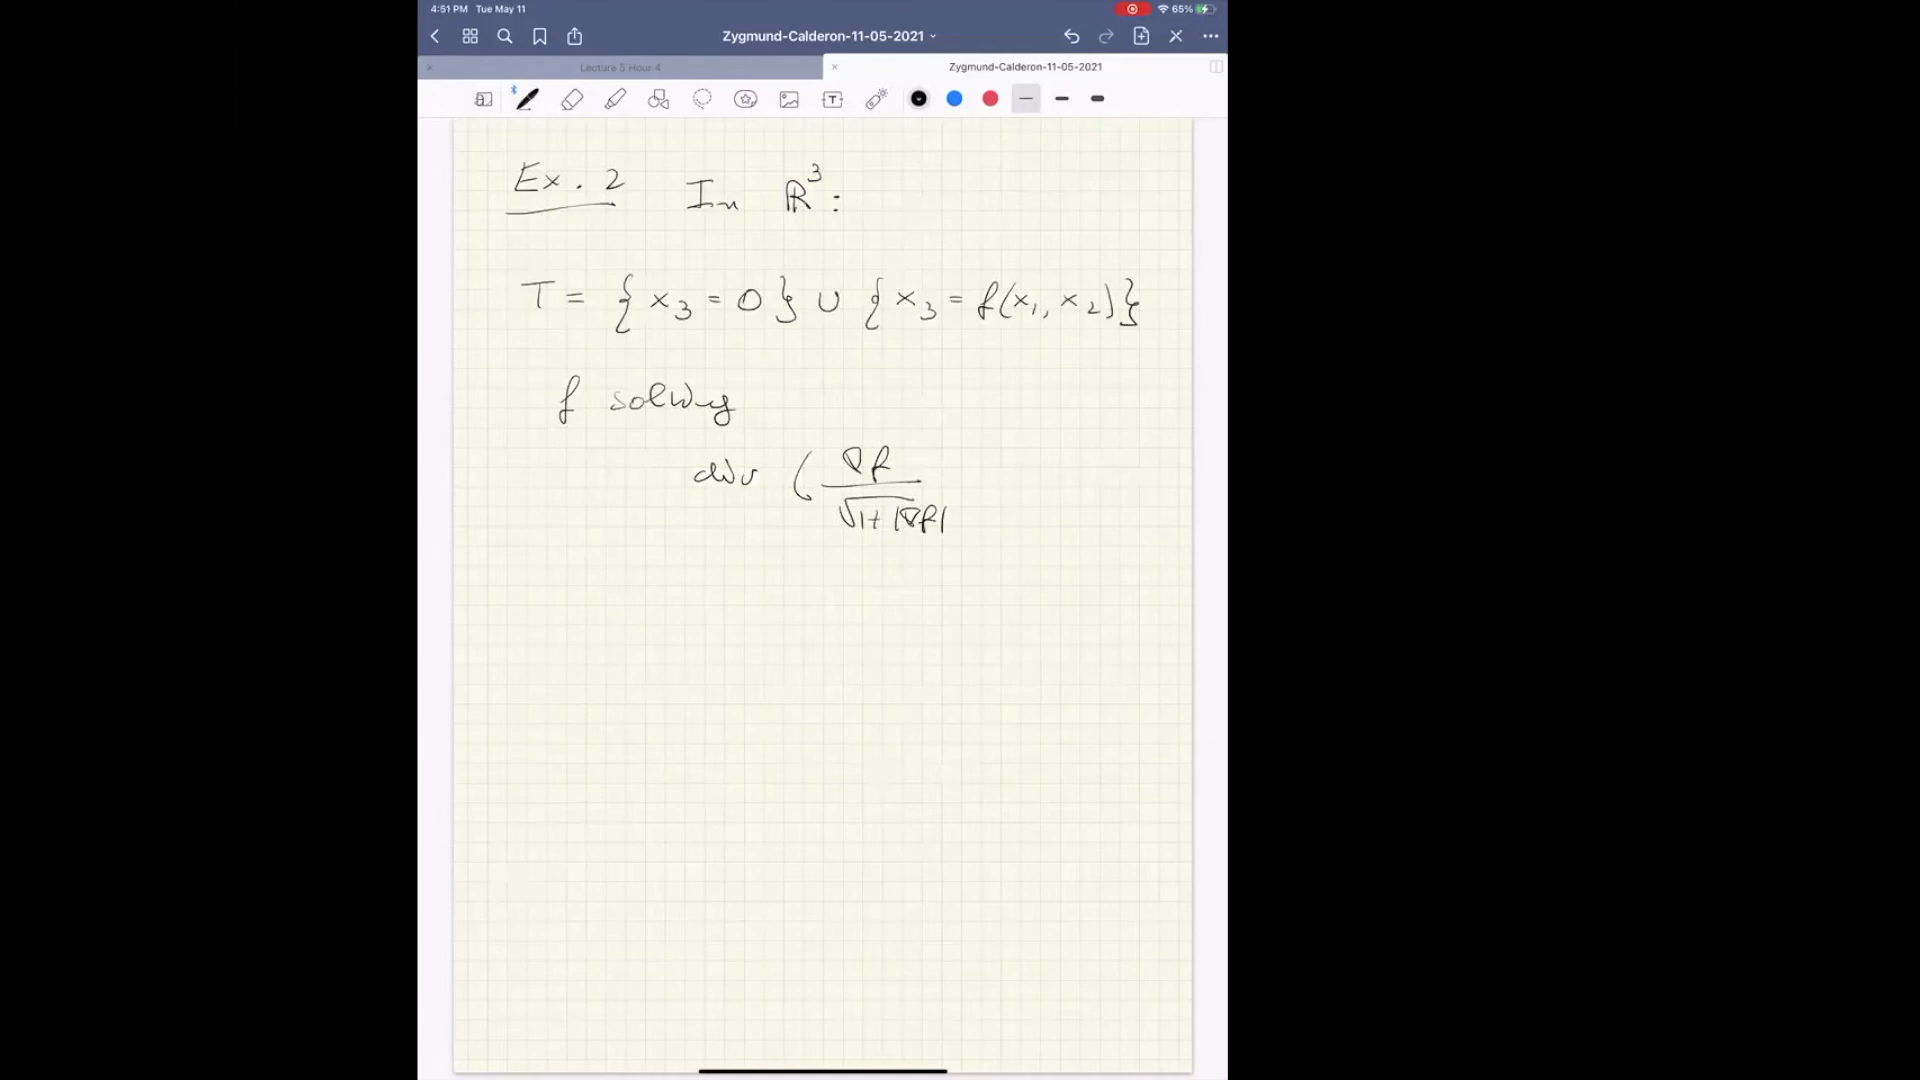 4:51 PM Tue May 11
65%
Zygmund-Calderon-11-05-2021
Lecture 5 Hour 4
Zygmund-Calderon-11-05-2021
Ex. 2 In ℝ³:
T = { x₃ = 0 } ∪ { x₃ = f(x₁, x₂) }
f solving
div ( ∇f / √1+ |∇f|